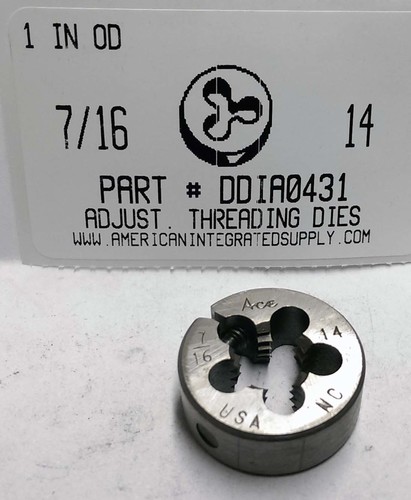 1 IN OD
7/16 14
PART # DDIA0431
ADJUST. THREADING DIES
WWW.AMERICANINTEGRATEDSUPPLY.COM
Ace
7/16 14
USA NC